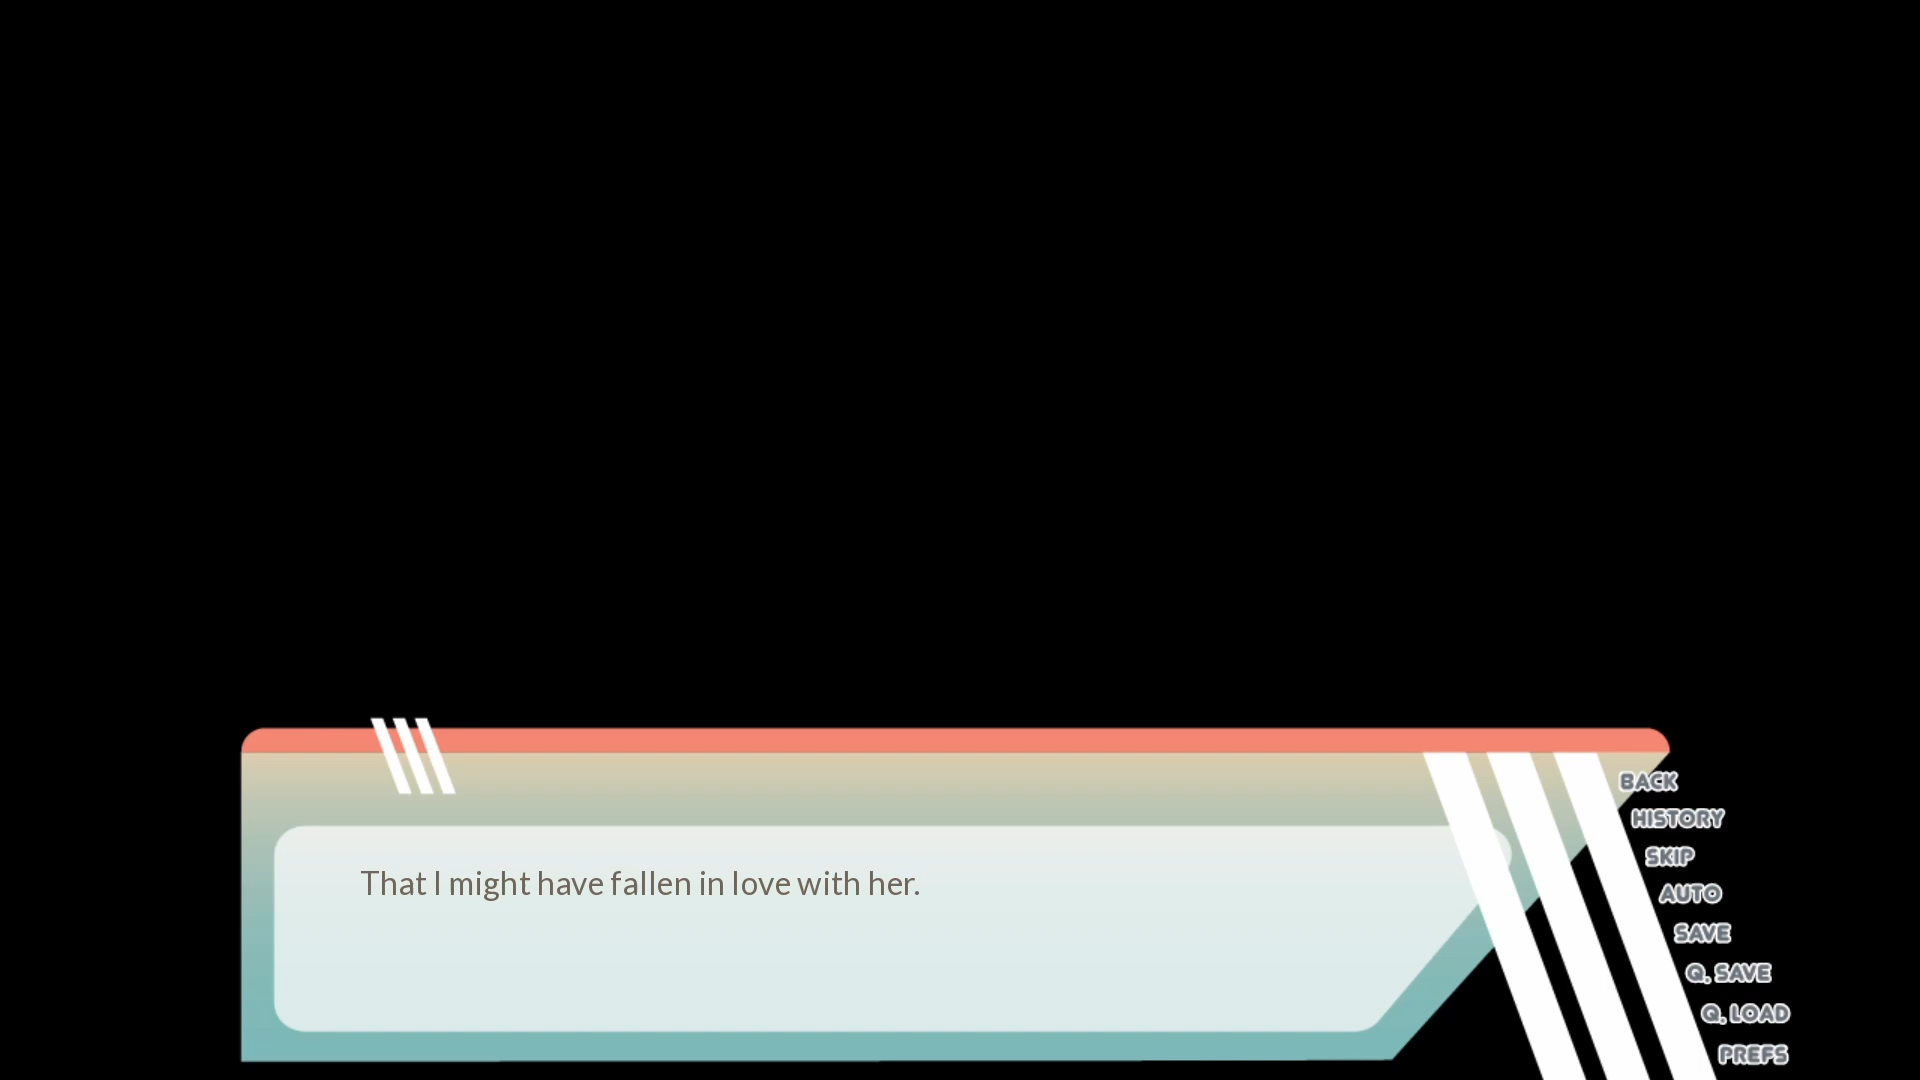 That I might have fallen in love with her.
BACK
HISTORY
SKIP
AUTO
SAVE
Q. SAVE
Q. LOAD
PREFS